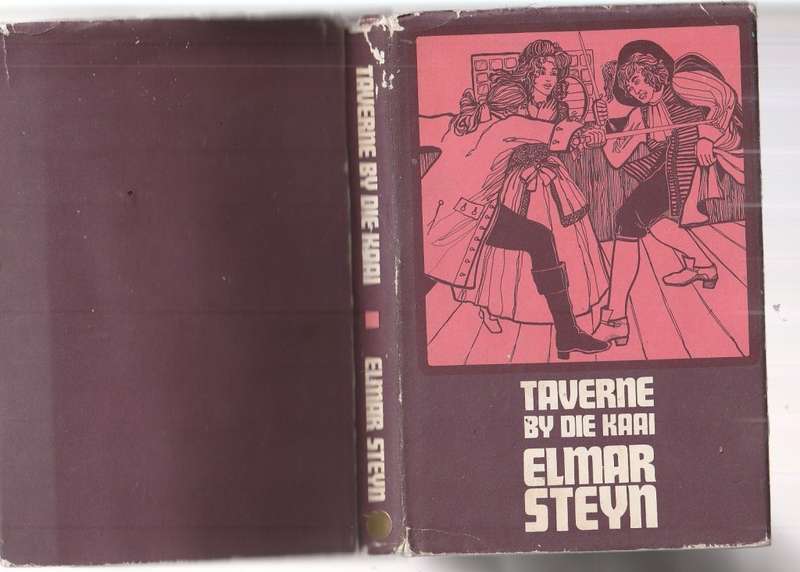 TAVERNE BY DIE KAAI ELMAR STEYN
TAVERNE
BY DIE KAAI
ELMAR
STEYN